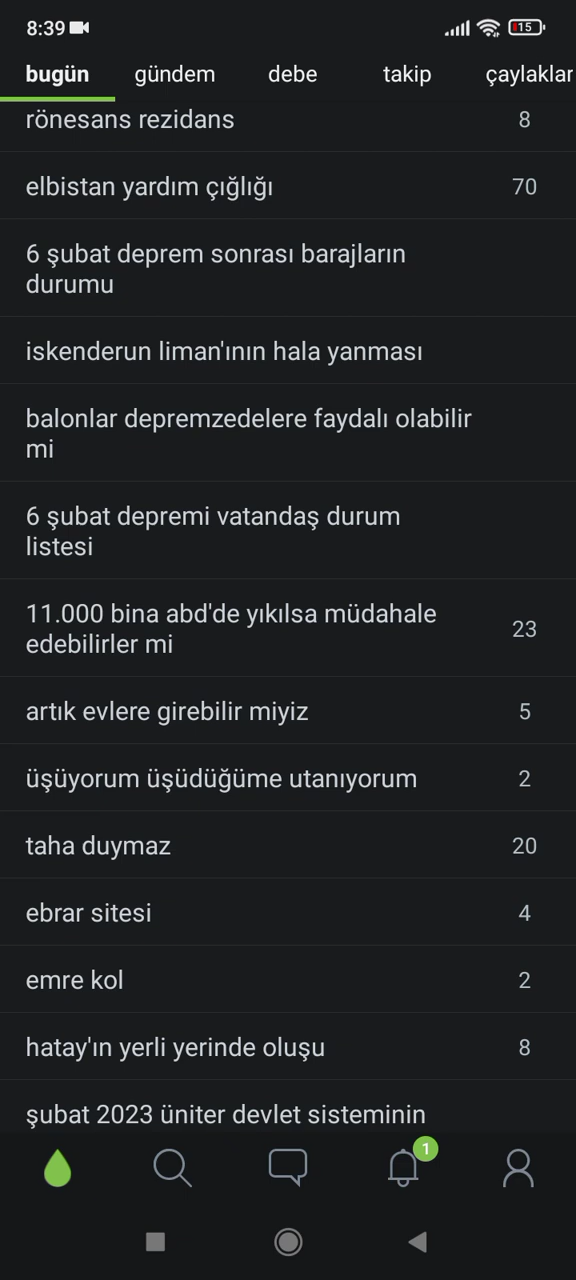 8:39
15
bugün gündem debe takip çaylaklar
rönesans rezidans 8
elbistan yardım çığlığı 70
6 şubat deprem sonrası barajların
durumu
iskenderun liman'ının hala yanması
balonlar depremzedelere faydalı olabilir
mi
6 şubat depremi vatandaş durum
listesi
11.000 bina abd'de yıkılsa müdahale
edebilirler mi 23
artık evlere girebilir miyiz 5
üşüyorum üşüdüğüme utanıyorum 2
taha duymaz 20
ebrar sitesi 4
emre kol 2
hatay'ın yerli yerinde oluşu 8
şubat 2023 üniter devlet sisteminin
1